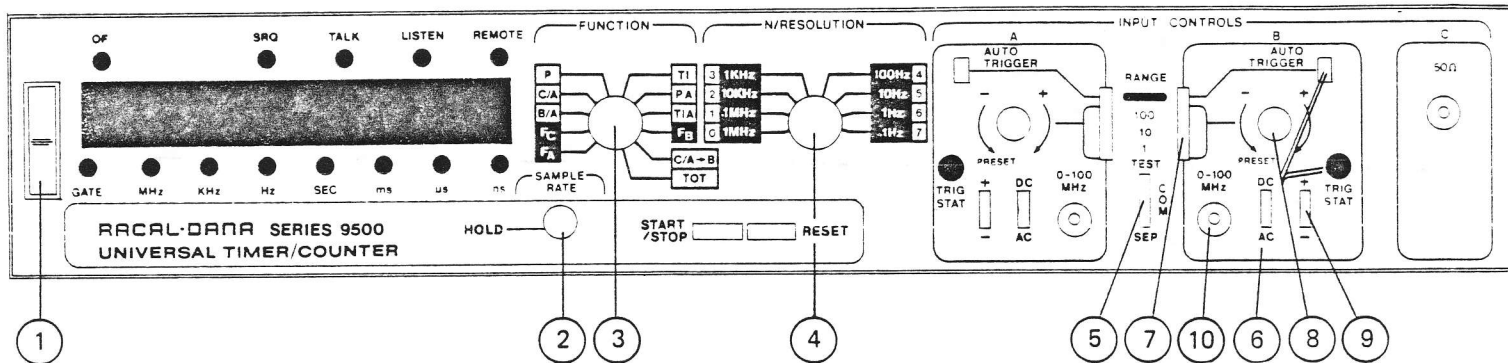 FUNCTION
N/RESOLUTION
INPUT CONTROLS
OF
SRQ
TALK
LISTEN
REMOTE
GATE
MHz
KHz
Hz
SEC
ms
us
ns
P
C/A
B/A
FC
FA
TI
PA
TIA
FB
C/A→B
TOT
SAMPLE
RATE
3 1KHz
2 10KHz
1 .1MHz
0 1MHz
100Hz 4
10Hz 5
1Hz 6
.1Hz 7
RACAL-DANA SERIES 9500
UNIVERSAL TIMER/COUNTER
HOLD
START
/STOP
RESET
A
AUTO
TRIGGER
- +
PRESET
TRIG
STAT
+
-
DC
AC
0-100
MHz
RANGE
100
10
1
TEST
COM
SEP
B
AUTO
TRIGGER
- +
PRESET
0-100
MHz
DC
AC
+
-
TRIG
STAT
C
50Ω
1
2
3
4
5
7
10
6
8
9